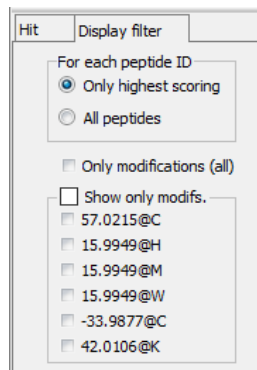 Hit Display filter
For each peptide ID
Only highest scoring
All peptides
Only modifications (all)
Show only modifs.
57.0215@C
15.9949@H
15.9949@M
15.9949@W
-33.9877@C
42.0106@K